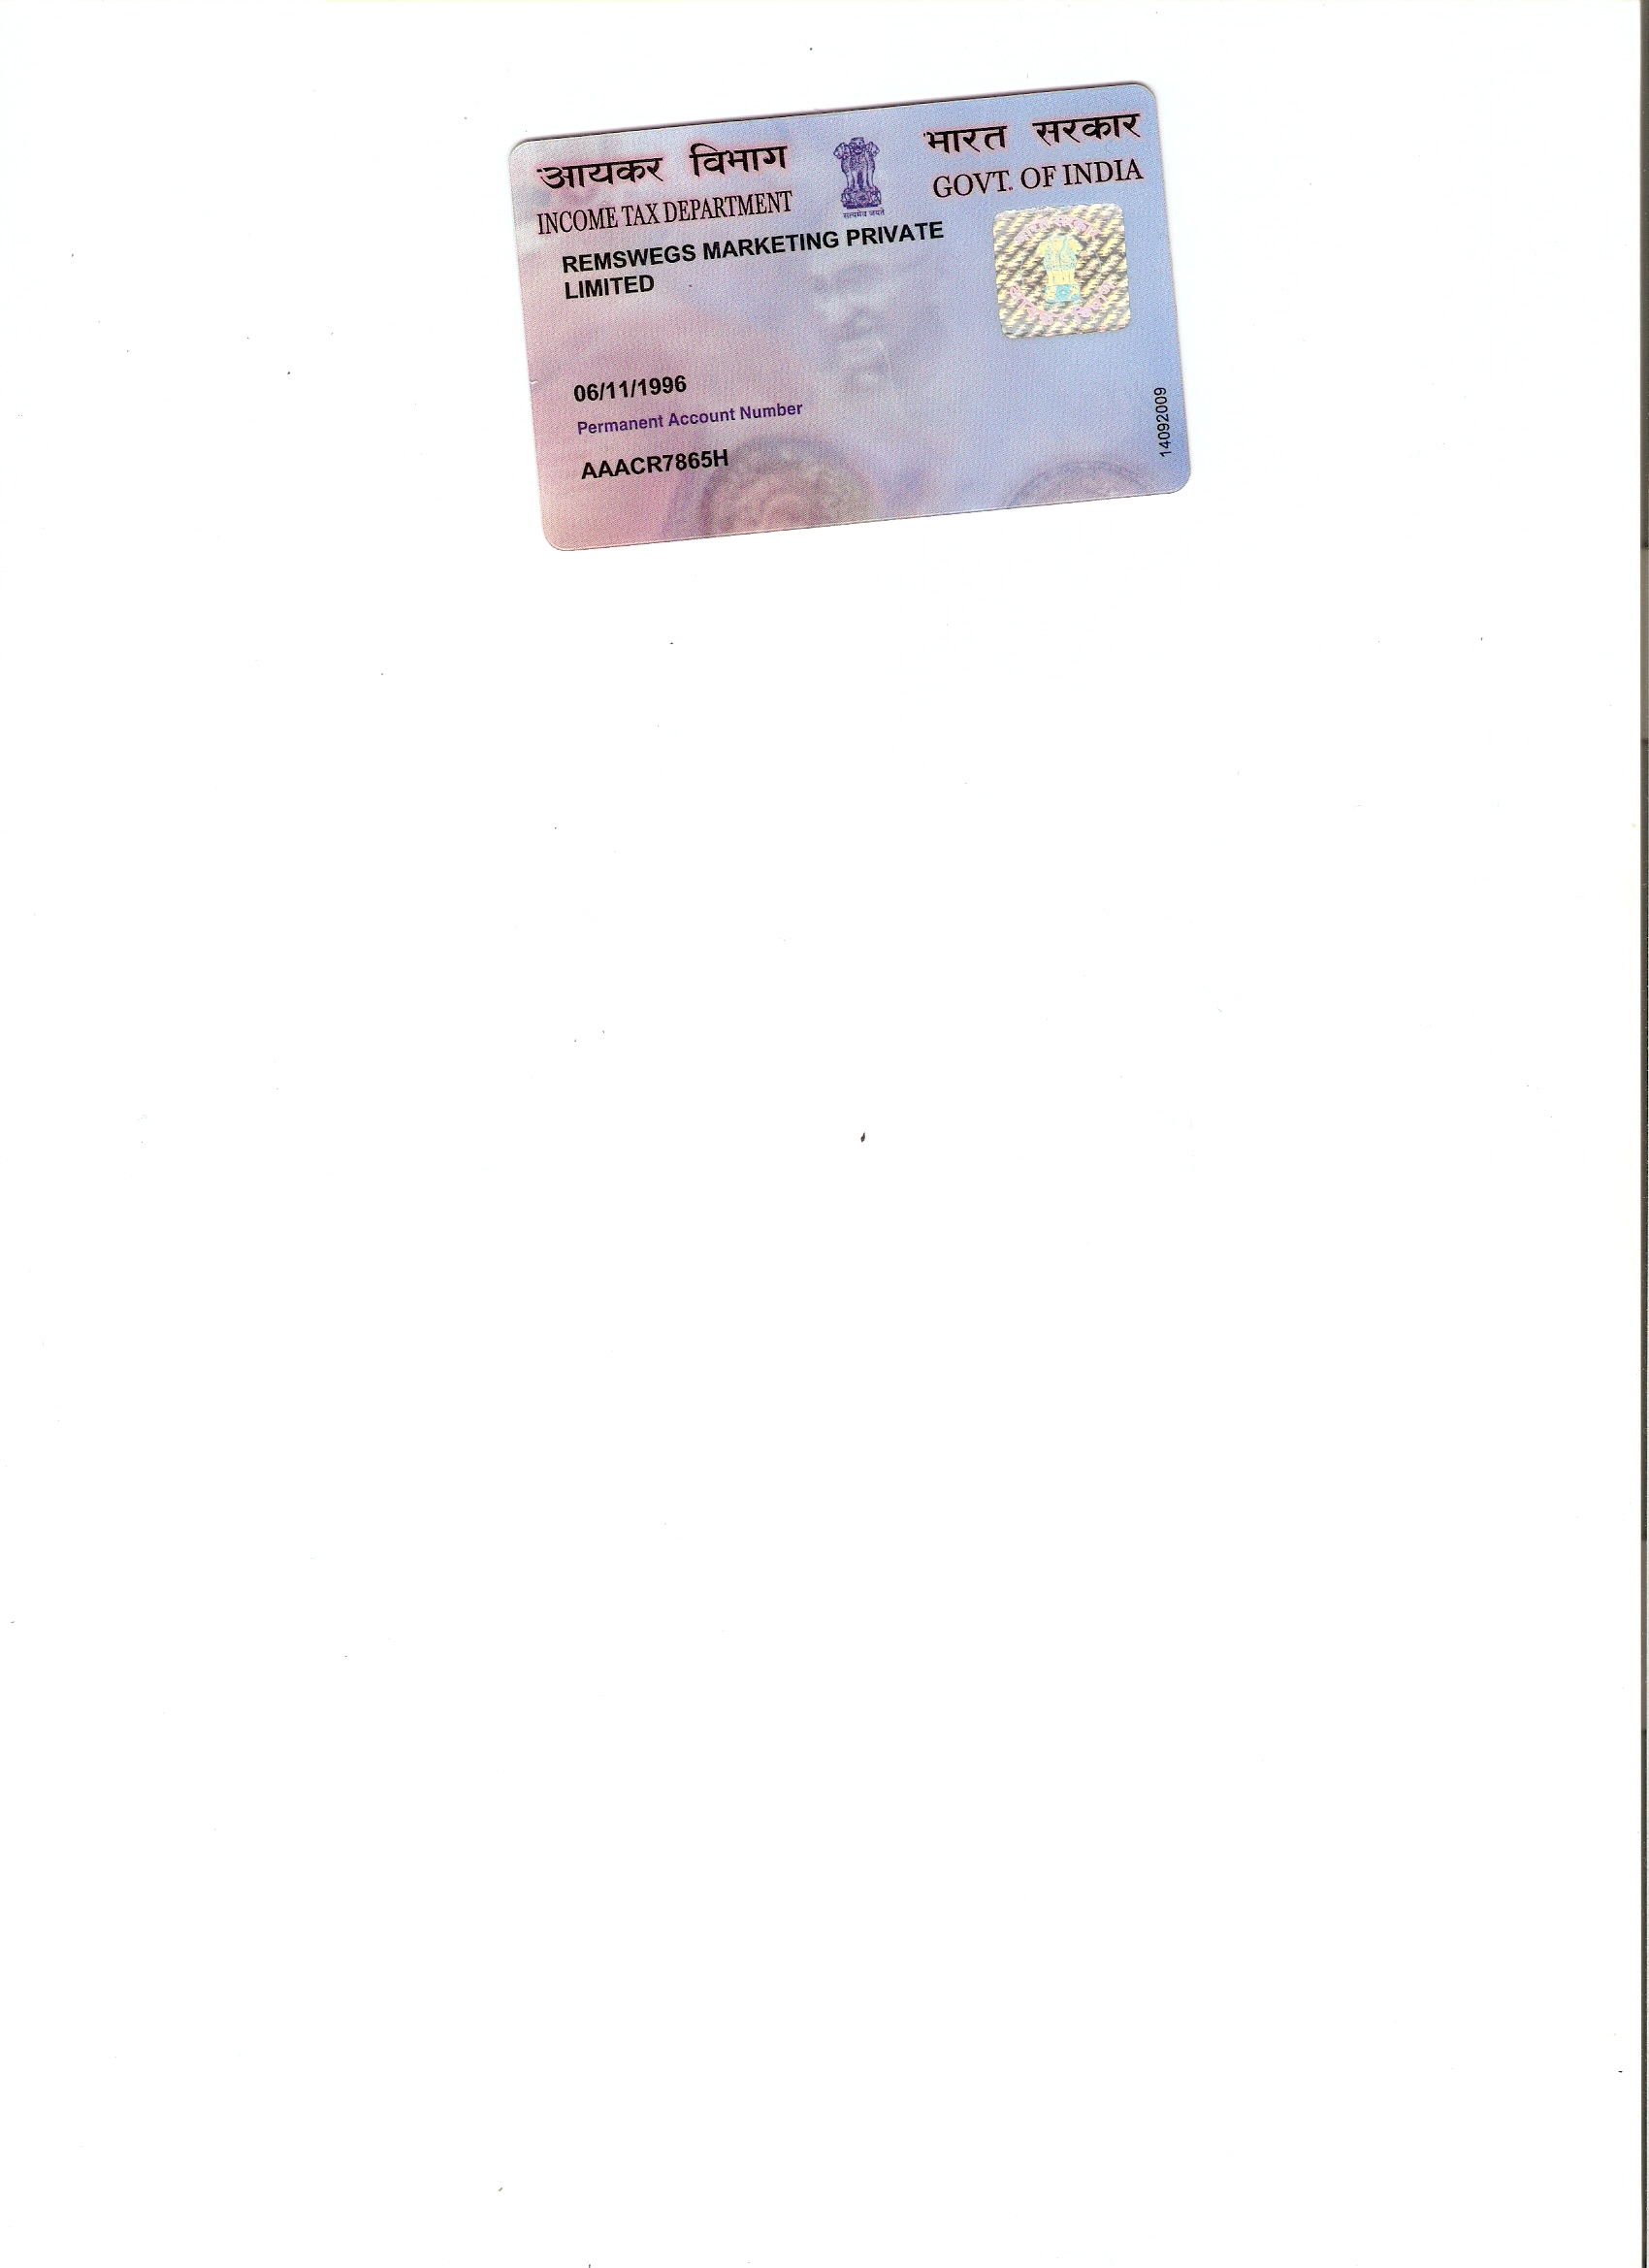 आयकर विभाग
INCOME TAX DEPARTMENT
सत्यमेव जयते
भारत सरकार
GOVT. OF INDIA
REMSWEGS MARKETING PRIVATE
LIMITED
06/11/1996
Permanent Account Number
AAACR7865H
14092009